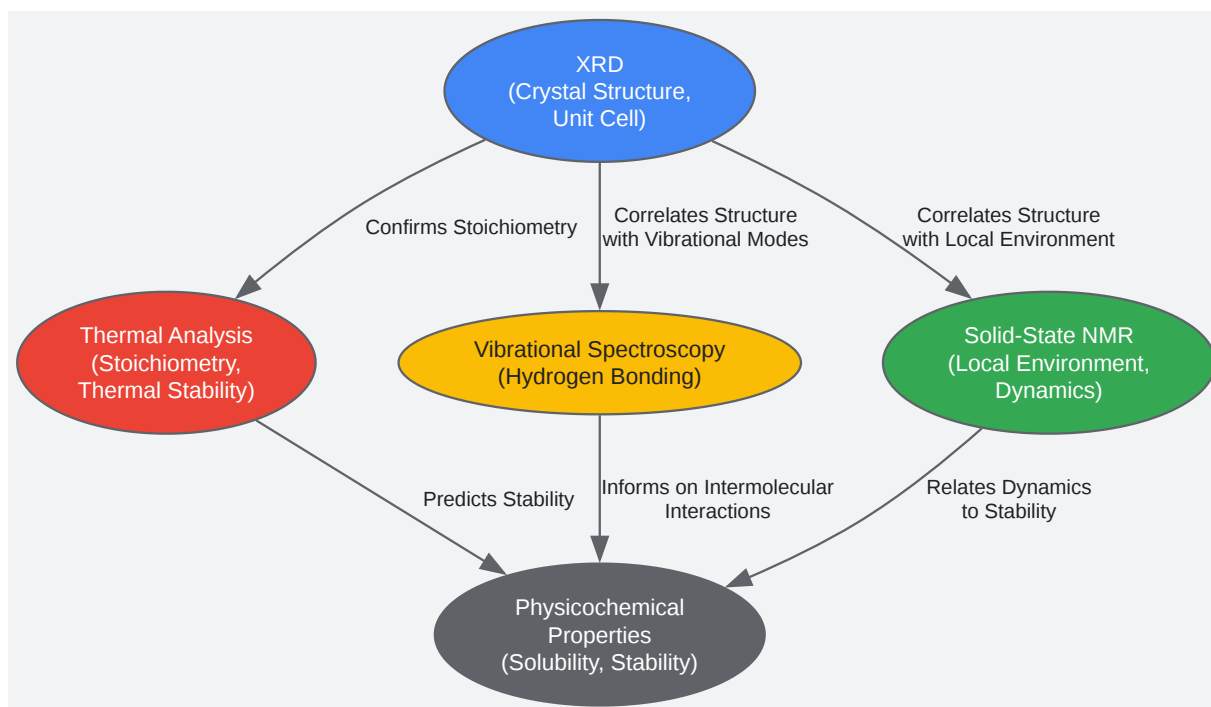 XRD
(Crystal Structure,
Unit Cell)
Confirms Stoichiometry
Correlates Structure
with Vibrational Modes
Correlates Structure
with Local Environment
Thermal Analysis
(Stoichiometry,
Thermal Stability)
Vibrational Spectroscopy
(Hydrogen Bonding)
Solid-State NMR
(Local Environment,
Dynamics)
Predicts Stability
Informs on Intermolecular
Interactions
Relates Dynamics
to Stability
Physicochemical
Properties
(Solubility, Stability)